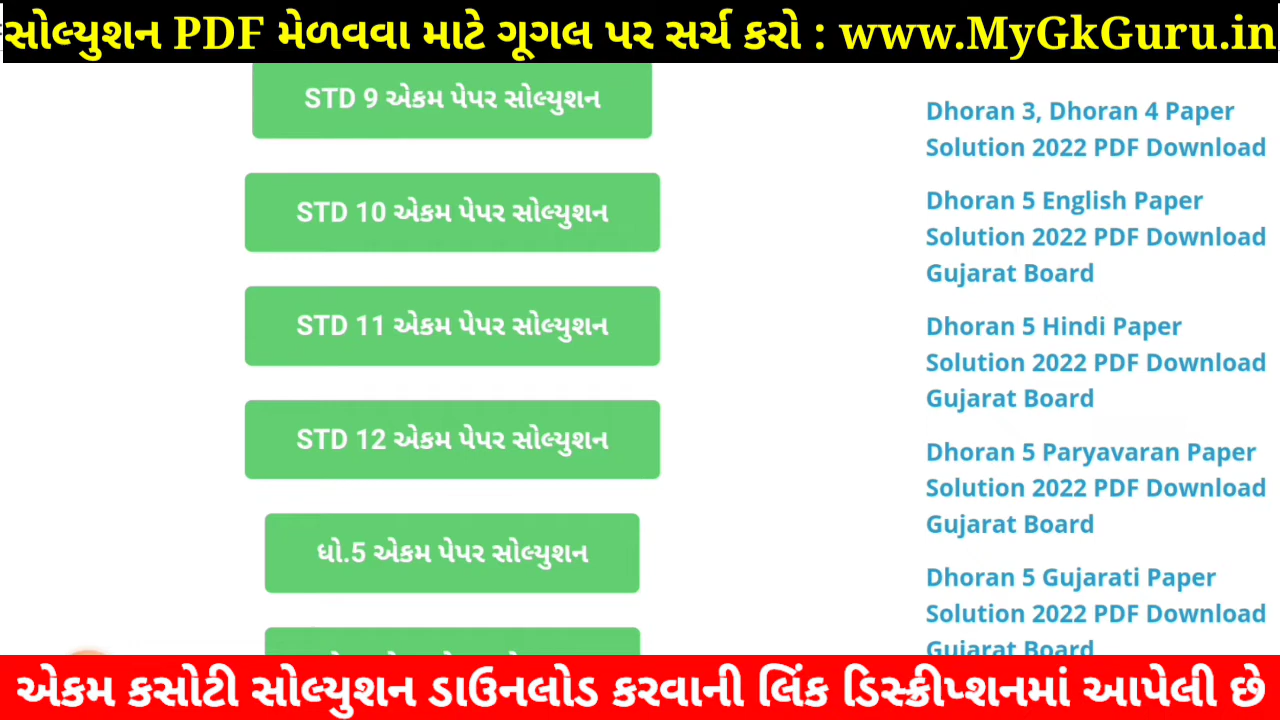 સોલ્યુશન PDF મેળવવા માટે ગૂગલ પર સર્ચ કરો : www.MyGkGuru.in
STD 9 એકમ પેપર સોલ્યુશન
STD 10 એકમ પેપર સોલ્યુશન
STD 11 એકમ પેપર સોલ્યુશન
STD 12 એકમ પેપર સોલ્યુશન
ધો.5 એકમ પેપર સોલ્યુશન
Dhoran 3, Dhoran 4 Paper
Solution 2022 PDF Download
Dhoran 5 English Paper
Solution 2022 PDF Download
Gujarat Board
Dhoran 5 Hindi Paper
Solution 2022 PDF Download
Gujarat Board
Dhoran 5 Paryavaran Paper
Solution 2022 PDF Download
Gujarat Board
Dhoran 5 Gujarati Paper
Solution 2022 PDF Download
Gujarat Board
એકમ કસોટી સોલ્યુશન ડાઉનલોડ કરવાની લિંક ડિસ્ક્રીપ્શનમાં આપેલી છે